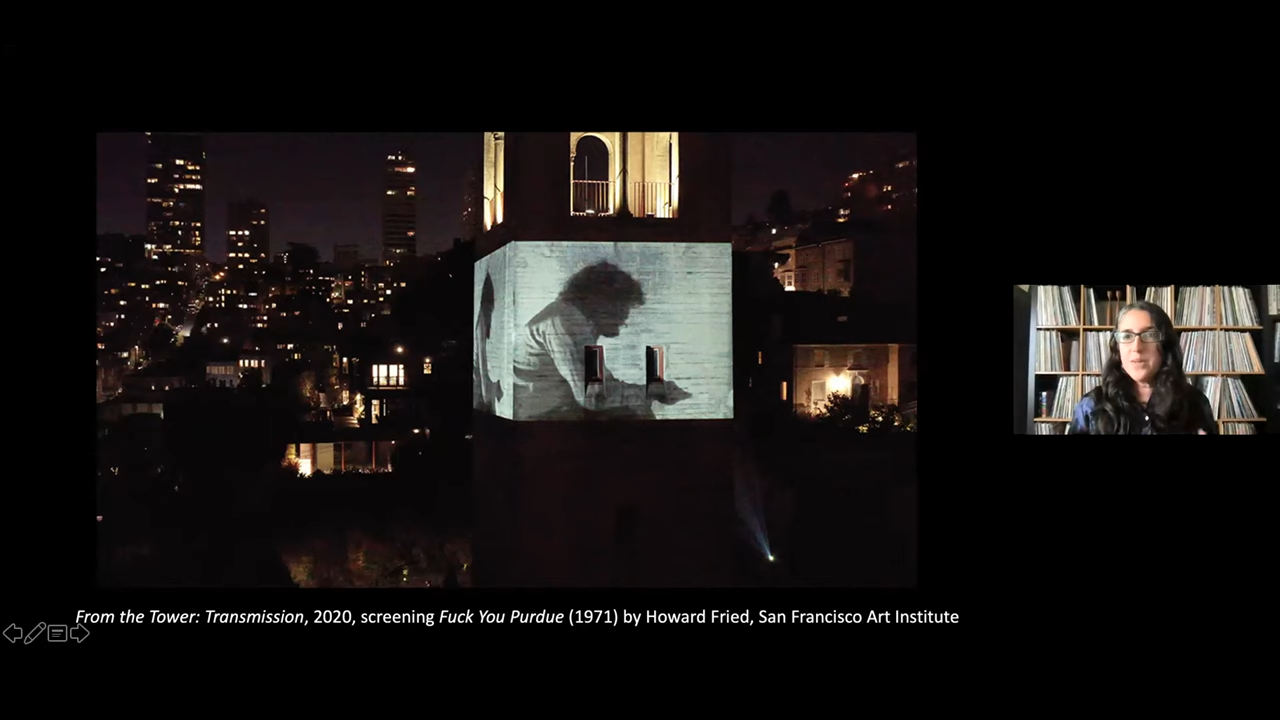 From the Tower: Transmission, 2020, screening Fuck You Purdue (1971) by Howard Fried, San Francisco Art Institute